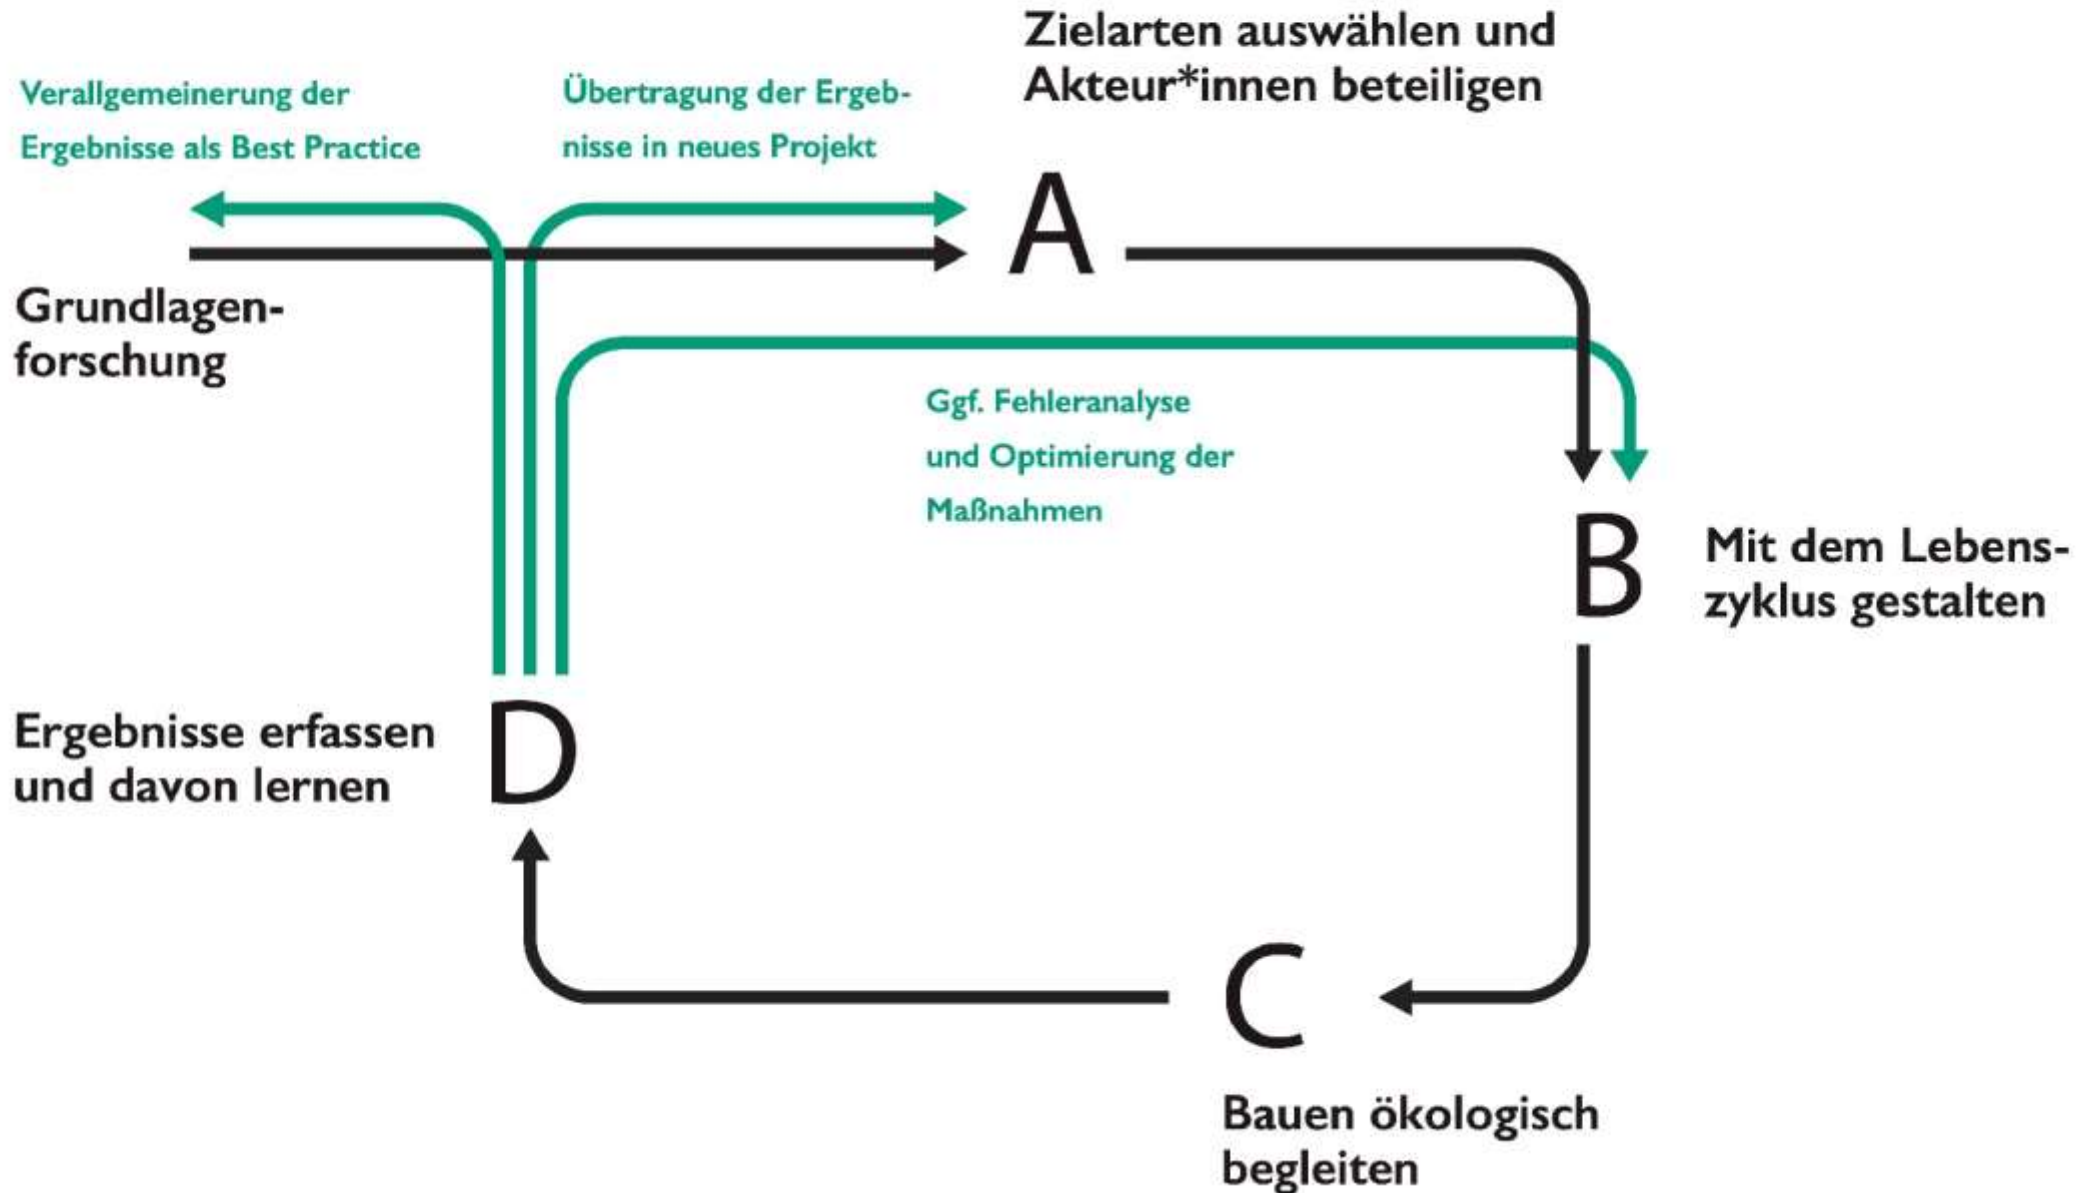 Zielarten auswählen und
Akteur*innen beteiligen
Verallgemeinerung der
Ergebnisse als Best Practice
Übertragung der Ergeb-
nisse in neues Projekt
A
Grundlagen-
forschung
Ggf. Fehleranalyse
und Optimierung der
Maßnahmen
B
Mit dem Lebens-
zyklus gestalten
Ergebnisse erfassen
und davon lernen
D
C
Bauen ökologisch
begleiten